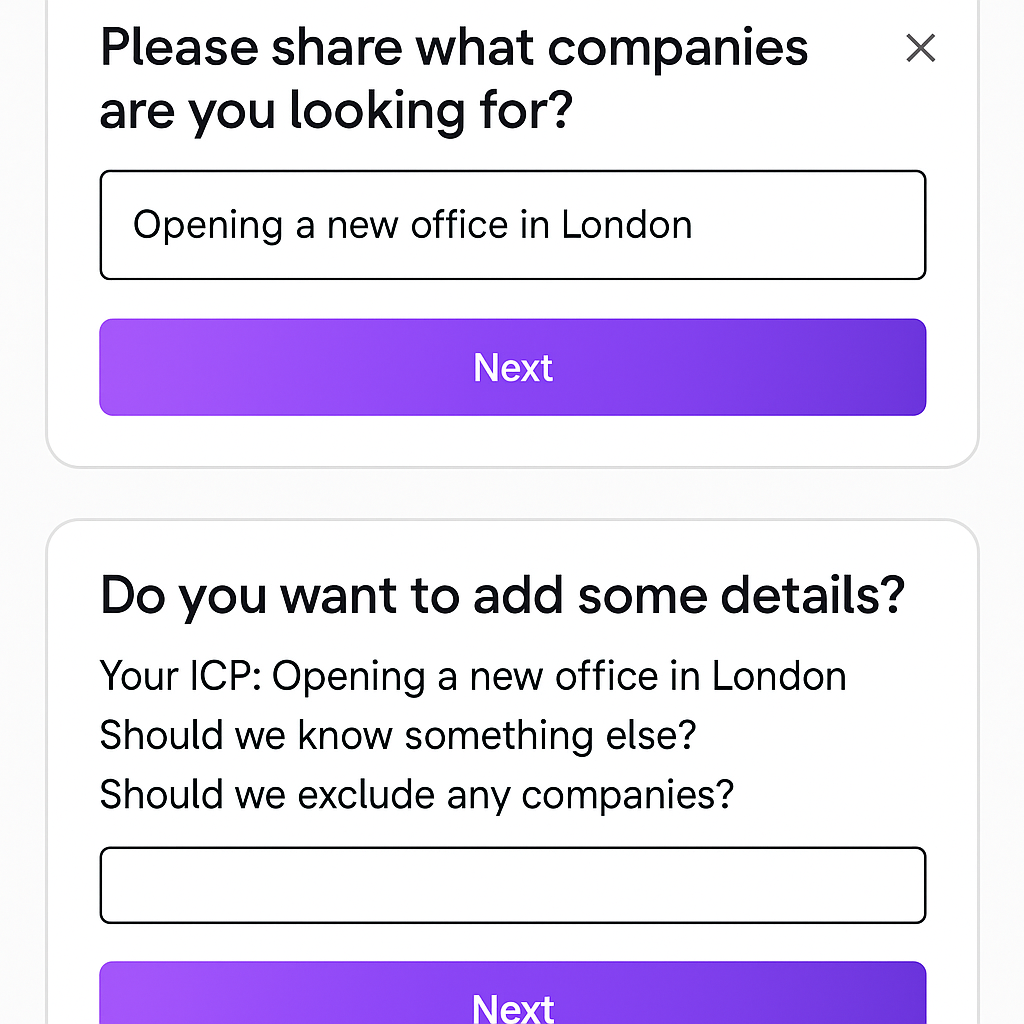 Please share what companies
are you looking for?
Opening a new office in London
Next
Do you want to add some details?
Your ICP: Opening a new office in London
Should we know something else?
Should we exclude any companies?
Next